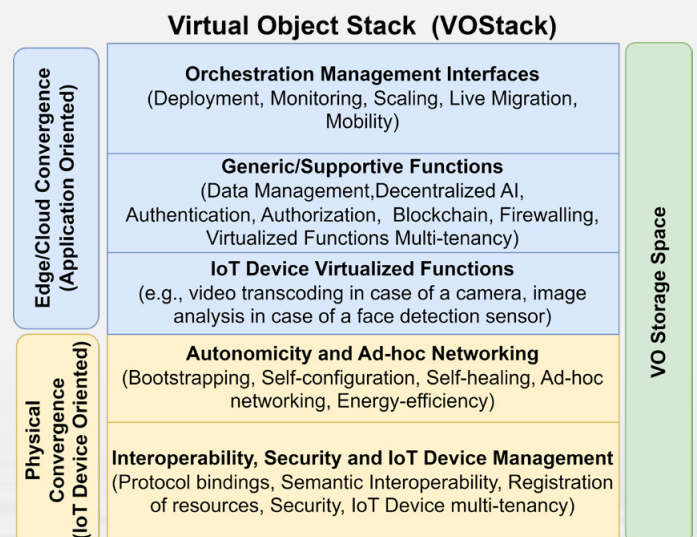 Virtual Object Stack (VOStack)
Edge/Cloud Convergence
(Application Oriented)
Orchestration Management Interfaces
(Deployment, Monitoring, Scaling, Live Migration,
Mobility)
Generic/Supportive Functions
(Data Management,Decentralized AI,
Authentication, Authorization, Blockchain, Firewalling,
Virtualized Functions Multi-tenancy)
IoT Device Virtualized Functions
(e.g., video transcoding in case of a camera, image
analysis in case of a face detection sensor)
Physical
Convergence
(IoT Device Oriented)
Autonomicity and Ad-hoc Networking
(Bootstrapping, Self-configuration, Self-healing, Ad-hoc
networking, Energy-efficiency)
Interoperability, Security and IoT Device Management
(Protocol bindings, Semantic Interoperability, Registration
of resources, Security, IoT Device multi-tenancy)
VO Storage Space